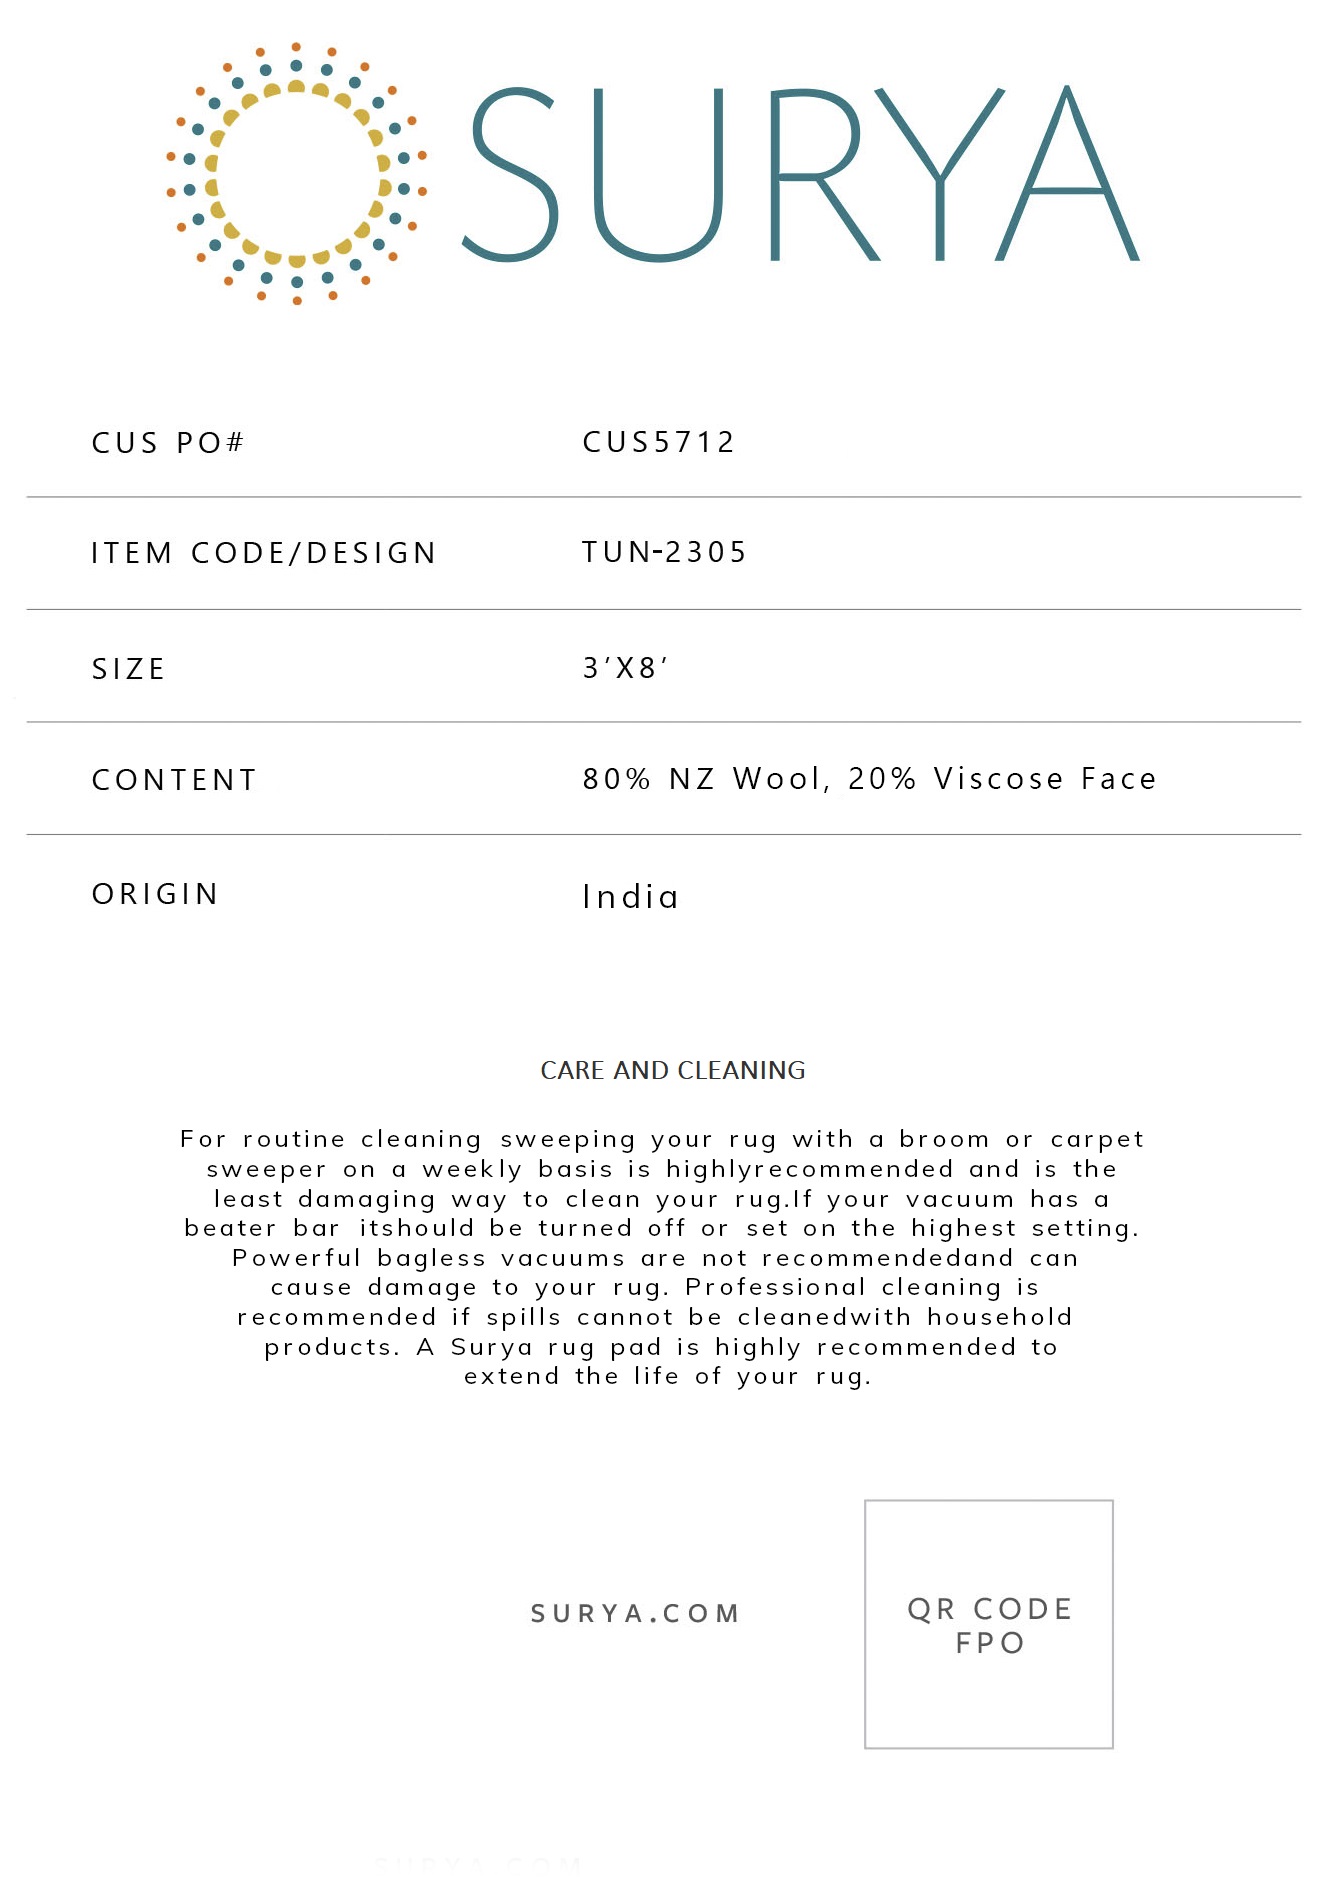 SURYA
CUS PO# CUS5712
ITEM CODE/DESIGN TUN-2305
SIZE 3'X8'
CONTENT 80% NZ Wool, 20% Viscose Face
ORIGIN India
CARE AND CLEANING
For routine cleaning sweeping your rug with a broom or carpet
sweeper on a weekly basis is highlyrecommended and is the
least damaging way to clean your rug.If your vacuum has a
beater bar itshould be turned off or set on the highest setting.
Powerful bagless vacuums are not recommendedand can
cause damage to your rug. Professional cleaning is
recommended if spills cannot be cleanedwith household
products. A Surya rug pad is highly recommended to
extend the life of your rug.
SURYA.COM
QR CODE
FPO
SURYA.COM